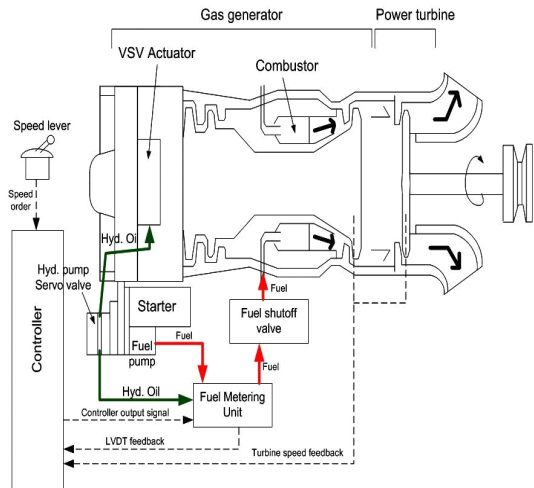 Gas generator
Power turbine
VSV Actuator
Combustor
Speed lever
Speed
order
Hyd. Oi
Hyd. pump
Servo valve
Starter
Fuel
pump
Fuel
Fuel
Fuel shutoff
valve
Fuel
Controller
Hyd. Oil
Fuel Metering
Unit
Controller output signal
LVDT feedback
Turbine speed feedback